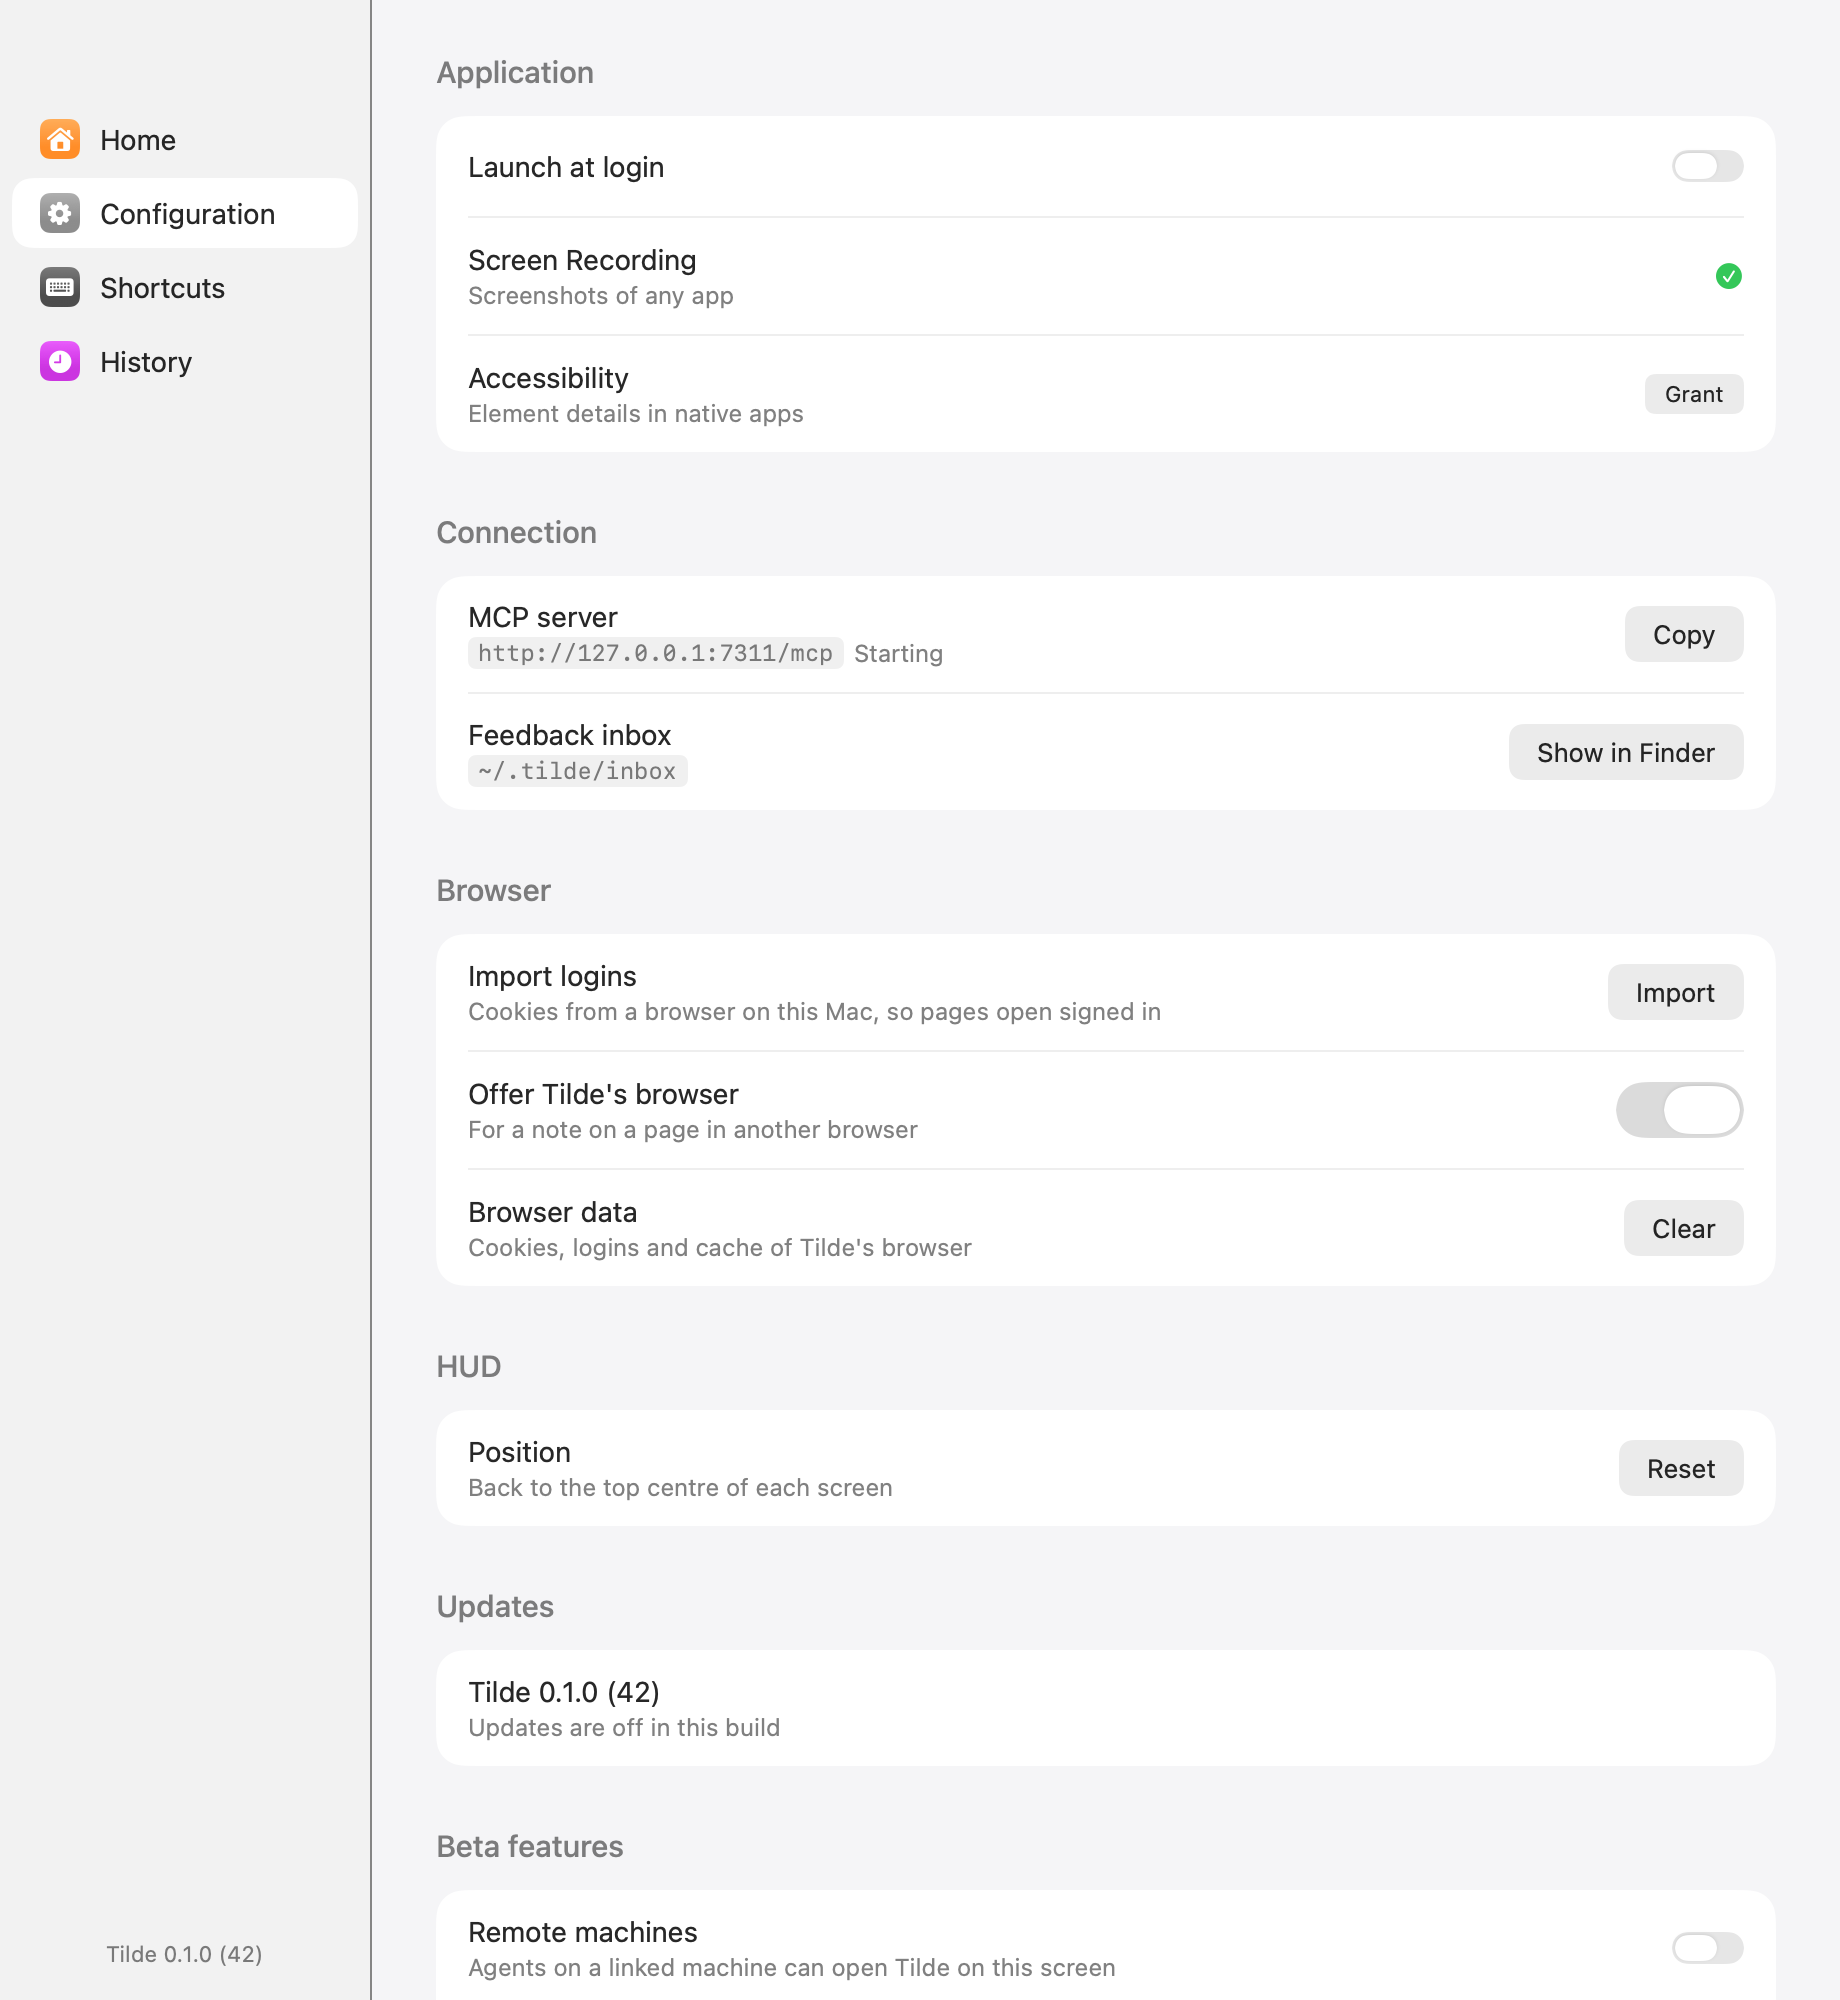 Home
Configuration
Shortcuts
History
Tilde 0.1.0 (42)
Application
Launch at login
Screen Recording
Screenshots of any app
Accessibility
Element details in native apps
Grant
Connection
MCP server
http://127.0.0.1:7311/mcp Starting
Copy
Feedback inbox
~/.tilde/inbox
Show in Finder
Browser
Import logins
Cookies from a browser on this Mac, so pages open signed in
Import
Offer Tilde's browser
For a note on a page in another browser
Browser data
Cookies, logins and cache of Tilde's browser
Clear
HUD
Position
Back to the top centre of each screen
Reset
Updates
Tilde 0.1.0 (42)
Updates are off in this build
Beta features
Remote machines
Agents on a linked machine can open Tilde on this screen